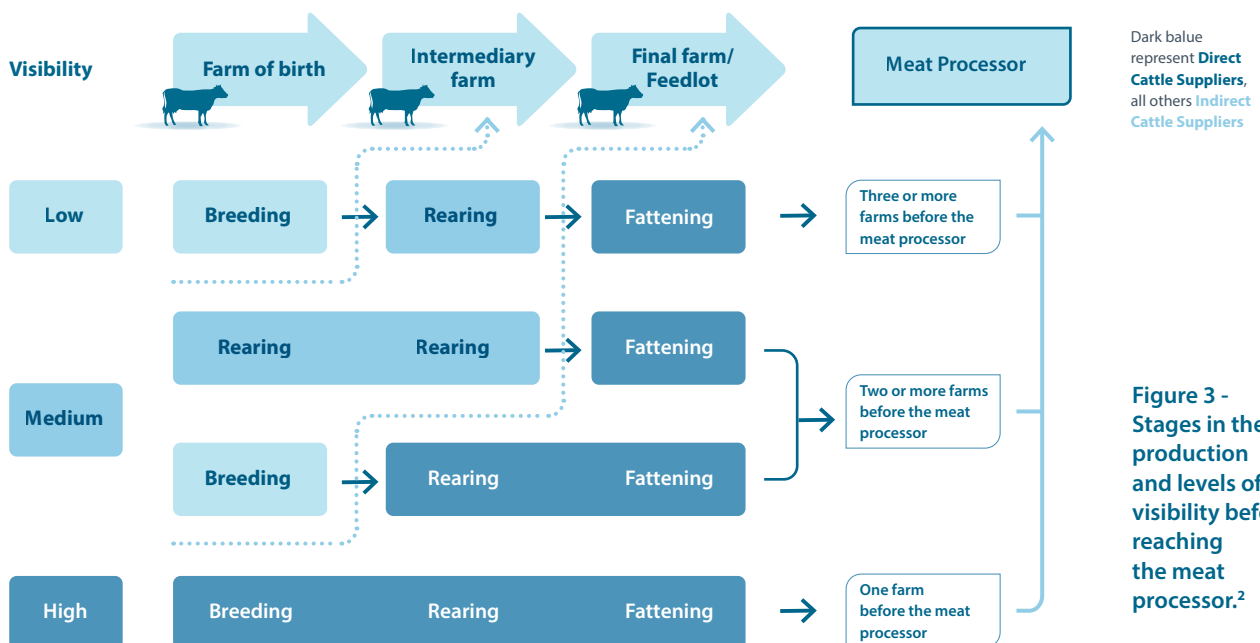 Visibility
Farm of birth
Intermediary
farm
Final farm/
Feedlot
Meat Processor
Dark balue
represent Direct
Cattle Suppliers,
all others Indirect
Cattle Suppliers
Low
Breeding
Rearing
Fattening
Three or more
farms before the
meat processor
Medium
Rearing
Rearing
Fattening
Breeding
Rearing
Fattening
Two or more farms
before the meat
processor
High
Breeding
Rearing
Fattening
One farm
before the meat
processor
Figure 3 -
Stages in the
production
and levels of
visibility befo
reaching
the meat
processor.²